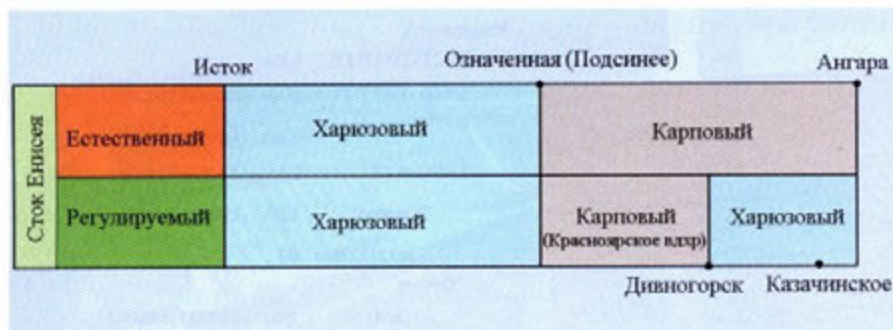 Исток
Означенная (Подсинее)
Ангара
Сток Енисея
Естественный
Харюзовый
Карповый
Регулируемый
Харюзовый
Карповый
(Красноярское вдхр)
Харюзовый
Дивногорск
Казачинское